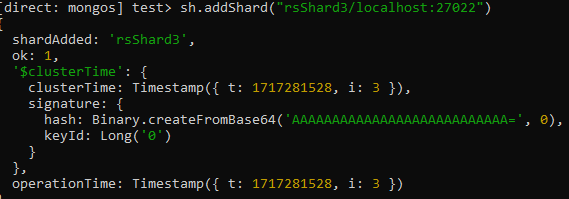 [direct: mongos] test> sh.addShard("rsShard3/localhost:27022")
{
  shardAdded: 'rsShard3',
  ok: 1,
  '$clusterTime': {
    clusterTime: Timestamp({ t: 1717281528, i: 3 }),
    signature: {
      hash: Binary.createFromBase64('AAAAAAAAAAAAAAAAAAAAAAAAAAA=', 0),
      keyId: Long('0')
    }
  },
  operationTime: Timestamp({ t: 1717281528, i: 3 })